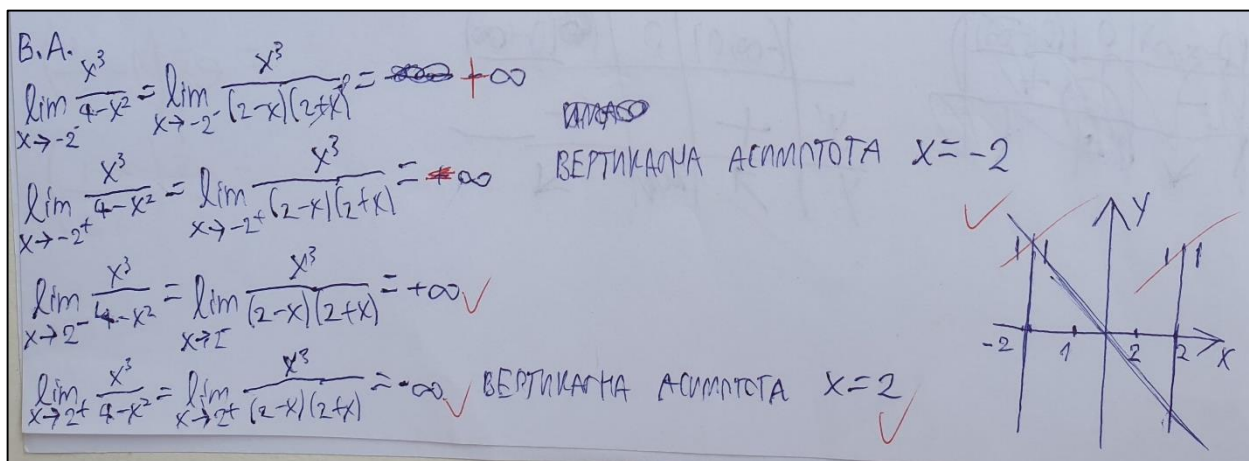 B.A.
lim x→-2⁻ x³/(4-x²) = lim x→-2⁻ x³/((2-x)(2+x)) = +∞
lim x→-2⁺ x³/(4-x²) = lim x→-2⁺ x³/((2-x)(2+x)) = ∞
ВЕРТИКАЛНА АСИМПТОТА X=-2
lim x→2⁻ x³/(4-x²) = lim x→2⁻ x³/((2-x)(2+x)) = +∞ ✓
lim x→2⁺ x³/(4-x²) = lim x→2⁺ x³/((2-x)(2+x)) = -∞ ✓ ВЕРТИКАЛНА АСИМПТОТА X=2
✓
✓ Y
-2 1 2 2 X